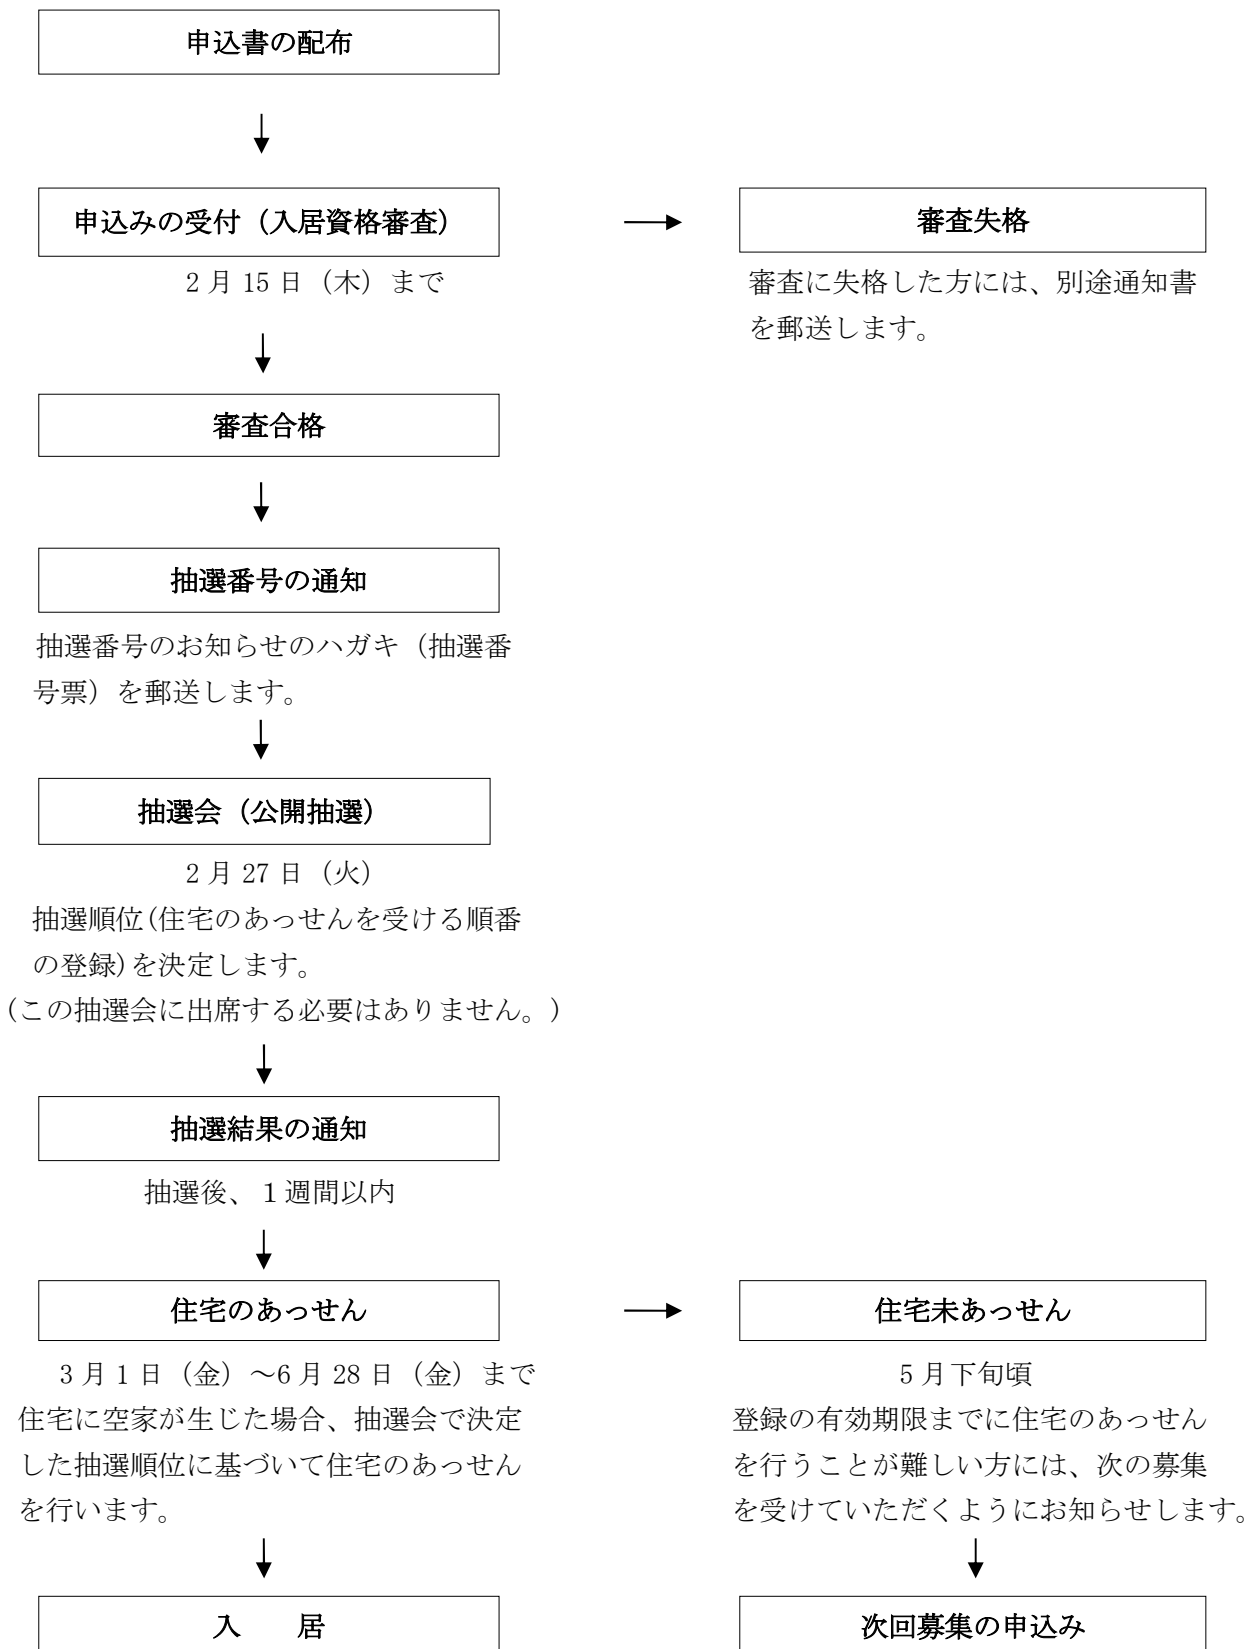 申込書の配布
申込みの受付（入居資格審査）
2月15日（木）まで
審査失格
審査に失格した方には、別途通知書
を郵送します。
審査合格
抽選番号の通知
抽選番号のお知らせのハガキ（抽選番
号票）を郵送します。
抽選会（公開抽選）
2月27日（火）
抽選順位(住宅のあっせんを受ける順番
の登録)を決定します。
(この抽選会に出席する必要はありません。)
抽選結果の通知
抽選後、１週間以内
住宅のあっせん
3月1日（金）～6月28日（金）まで
住宅に空家が生じた場合、抽選会で決定
した抽選順位に基づいて住宅のあっせん
を行います。
住宅未あっせん
5月下旬頃
登録の有効期限までに住宅のあっせん
を行うことが難しい方には、次の募集
を受けていただくようにお知らせします。
入　　居
次回募集の申込み